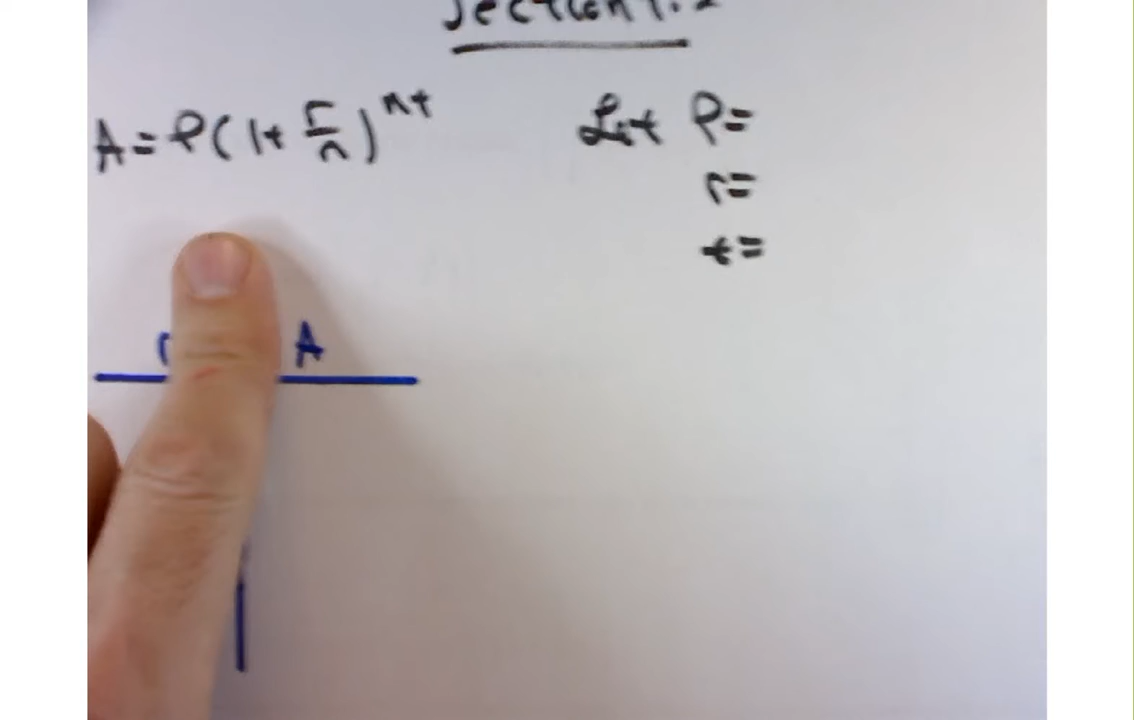 A = P(1+ r/n)^nt
Let P=
r=
t=
A